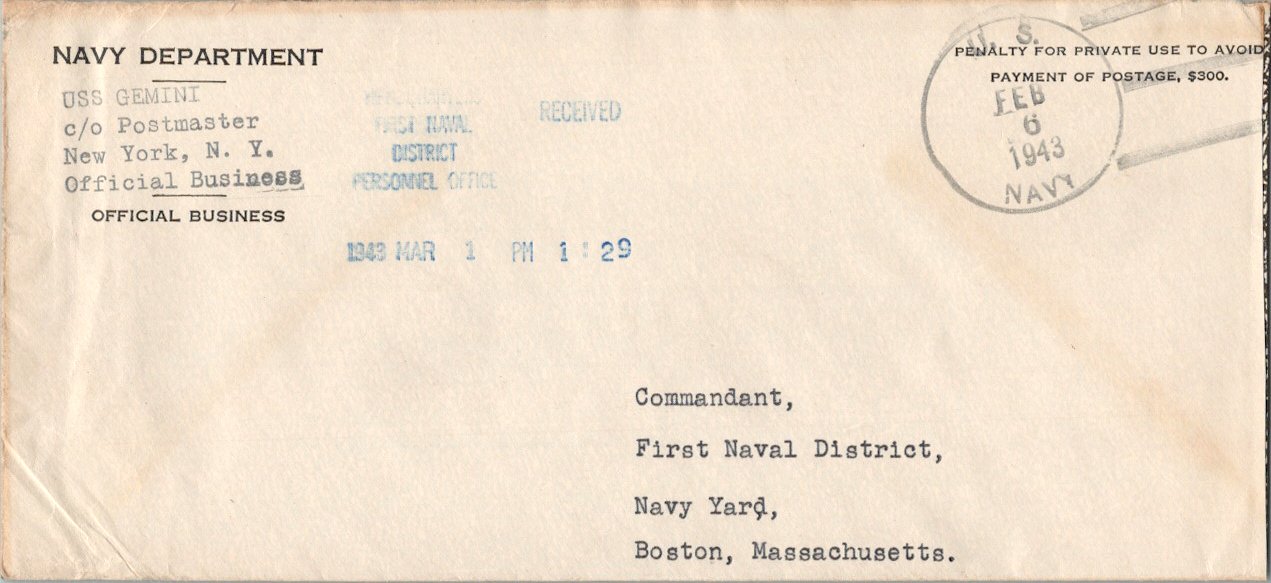 NAVY DEPARTMENT
USS GEMINI
c/o Postmaster
New York, N. Y.
Official Business
OFFICIAL BUSINESS
RECEIVED
FIRST NAVAL
DISTRICT
PERSONNEL OFFICE
1943 MAR 1 PM 1:29
U. S.
FEB
6
1943
NAVY
PENALTY FOR PRIVATE USE TO AVOID
PAYMENT OF POSTAGE, $300.
Commandant,
First Naval District,
Navy Yard,
Boston, Massachusetts.